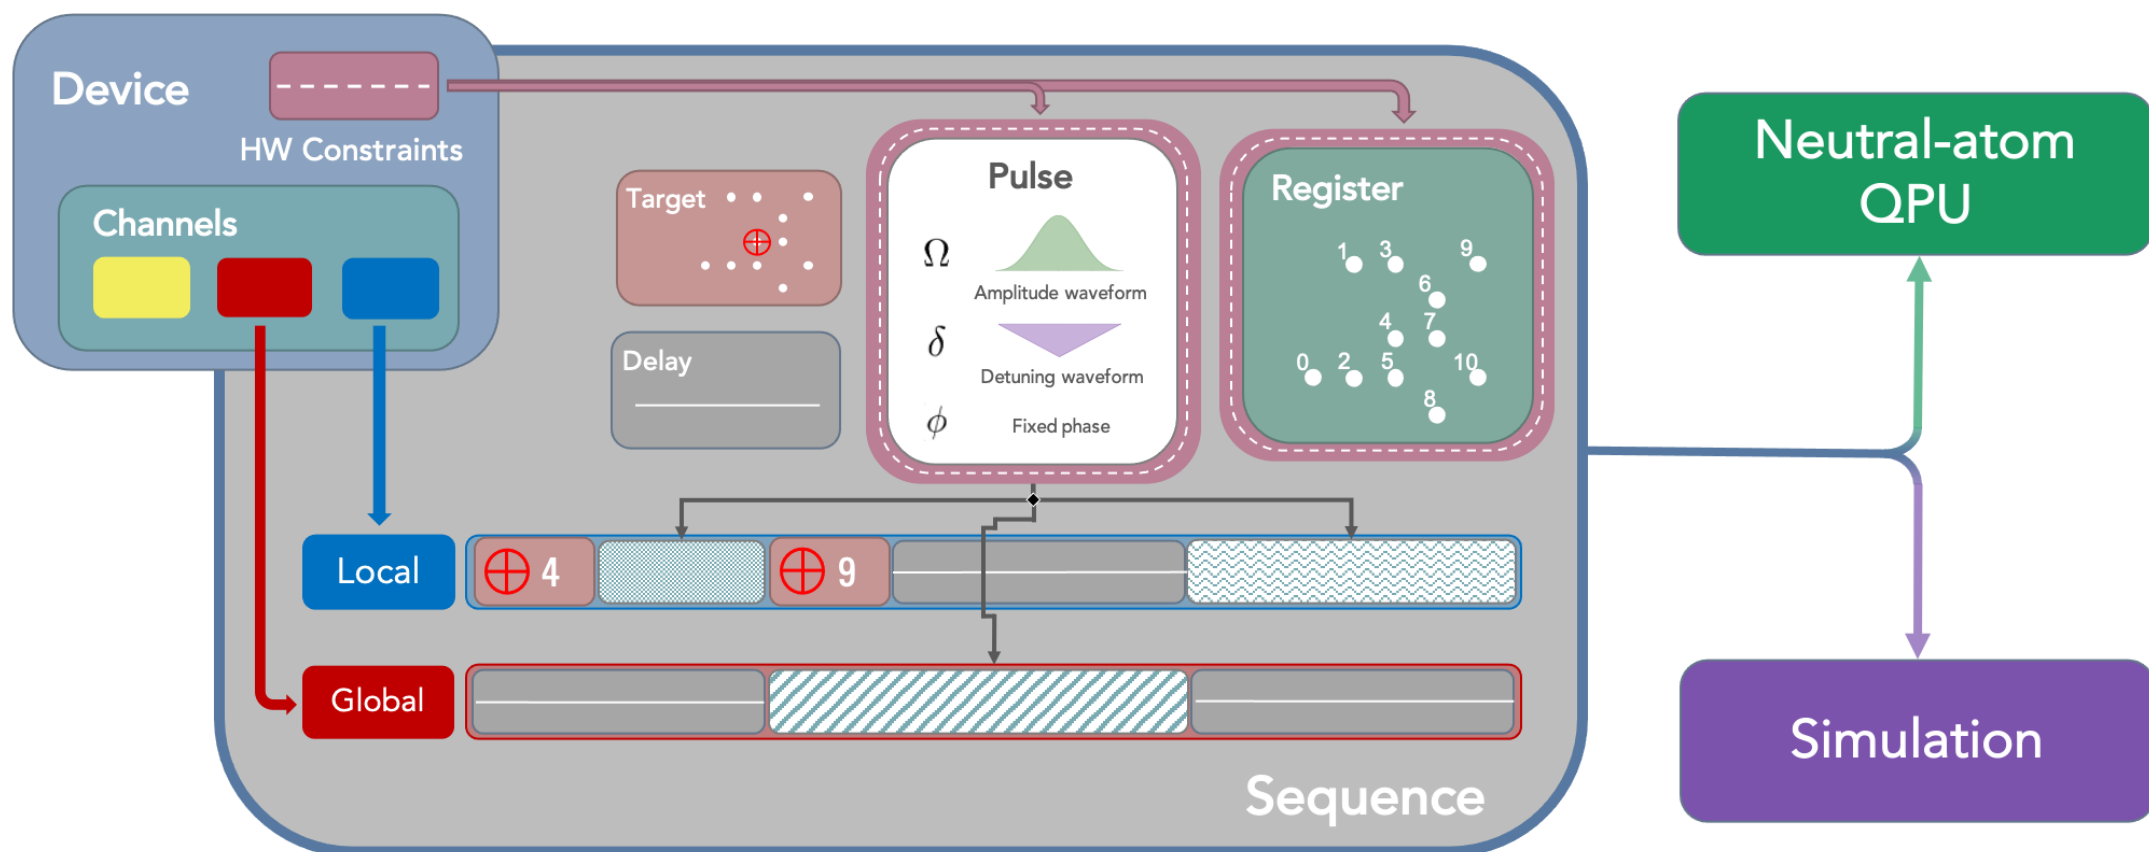 Device
HW Constraints
Channels
Target
Delay
Pulse
Ω
Amplitude waveform
δ
Detuning waveform
ϕ
Fixed phase
Register
1 3 9
6
4 7
0 2 5 10
8
Local
4
9
Global
Sequence
Neutral-atom
QPU
Simulation